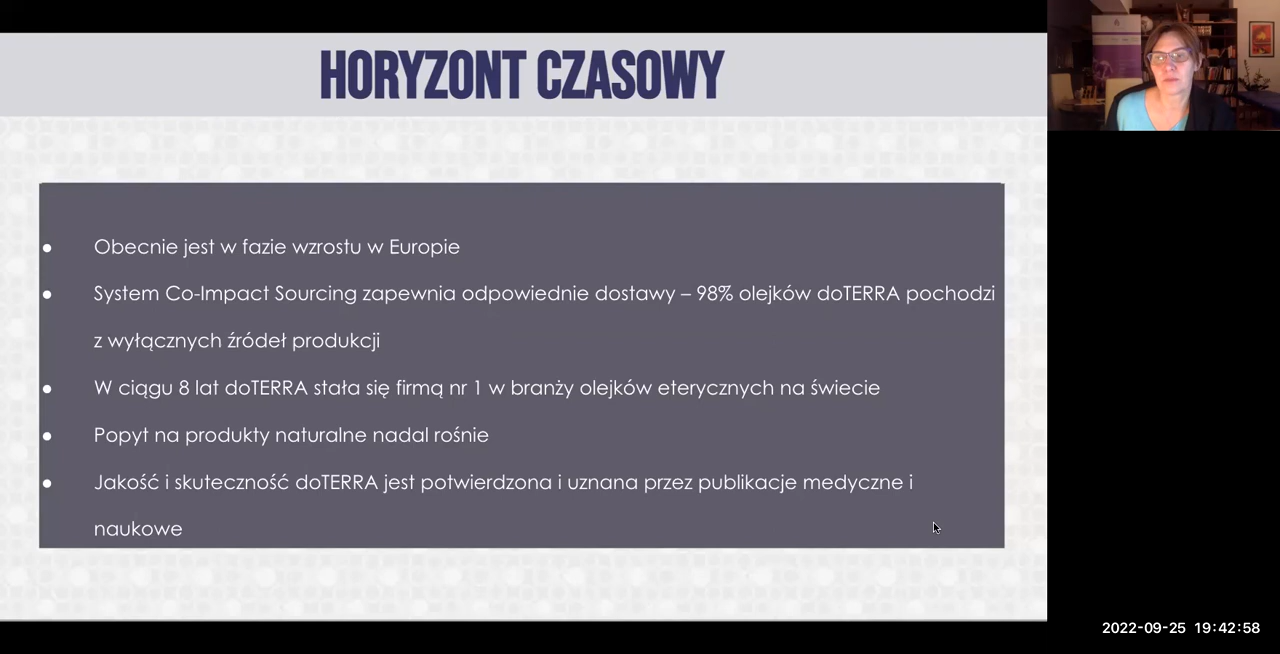 HORYZONT CZASOWY
● Obecnie jest w fazie wzrostu w Europie
● System Co-Impact Sourcing zapewnia odpowiednie dostawy – 98% olejków doTERRA pochodzi
z wyłącznych źródeł produkcji
● W ciągu 8 lat doTERRA stała się firmą nr 1 w branży olejków eterycznych na świecie
● Popyt na produkty naturalne nadal rośnie
● Jakość i skuteczność doTERRA jest potwierdzona i uznana przez publikacje medyczne i
naukowe
2022-09-25 19:42:58